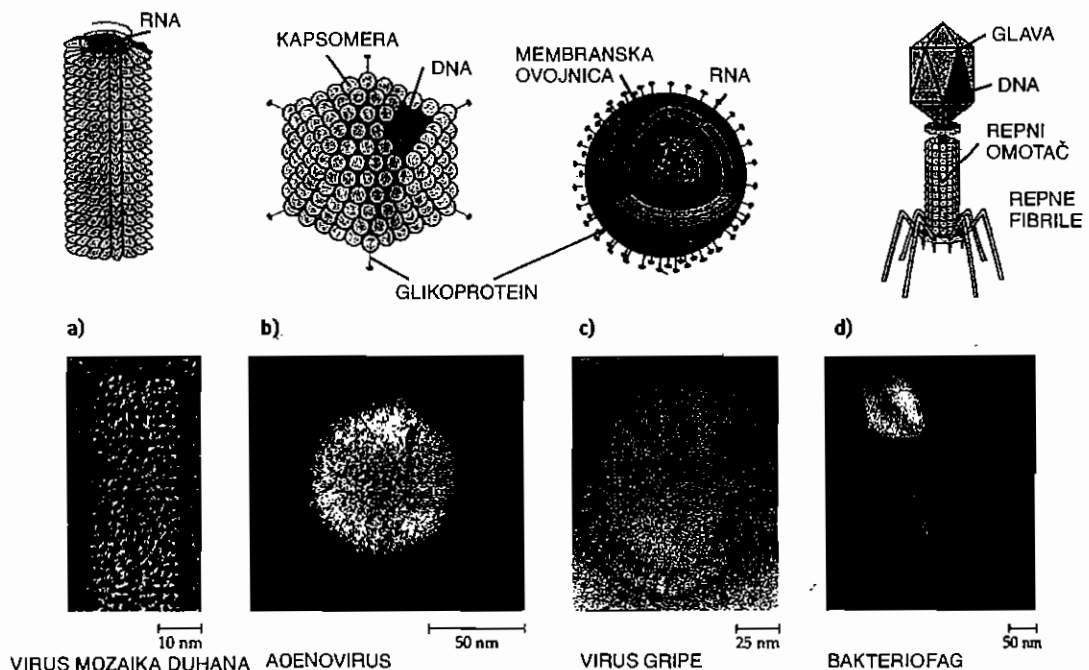 RNA
KAPSOMERA
DNA
MEMBRANSKA
OVOJNICA
RNA
GLAVA
DNA
REPNI
OMOTAČ
REPNE
FIBRILE
GLIKOPROTEIN
a)
b)
c)
d)
10 nm
50 nm
25 nm
50 nm
VIRUS MOZAIKA DUHANA
AOENOVIRUS
VIRUS GRIPE
BAKTERIOFAG